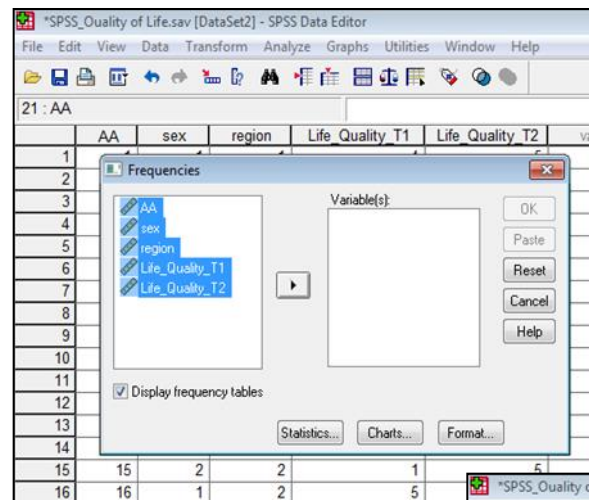 *SPSS_Ouality of Life.sav [DataSet2] - SPSS Data Editor
File Edit View Data Transform Analyze Graphs Utilities Window Help
21 : AA
AA sex region Life_Quality_T1 Life_Quality_T2
1
2
3
4
5
6
7
8
9
10
11
12
13
14
Frequencies
Variable(s):
AA
sex
region
Life_Quality_T1
Life_Quality_T2
OK
Paste
Reset
Cancel
Help
Display frequency tables
Statistics... Charts... Format...
15 15 2 2 1 5
16 16 1 2 5
*SPSS_Ouality